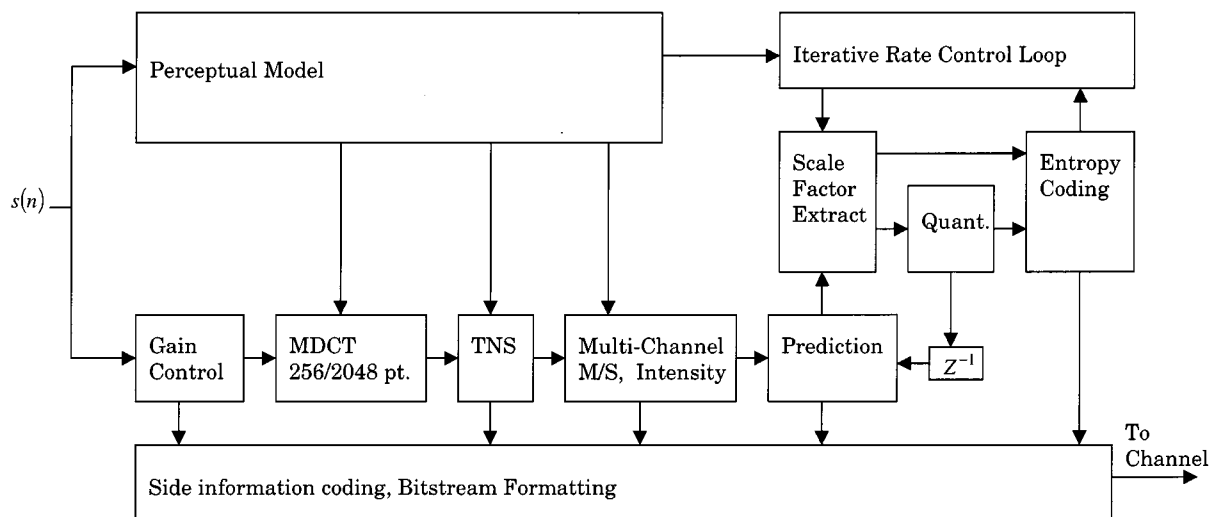 Perceptual Model
Iterative Rate Control Loop
s(n)
Scale
Factor
Extract
Quant.
Entropy
Coding
Gain
Control
MDCT
256/2048 pt.
TNS
Multi-Channel
M/S, Intensity
Prediction
Z⁻¹
Side information coding, Bitstream Formatting
To
Channel